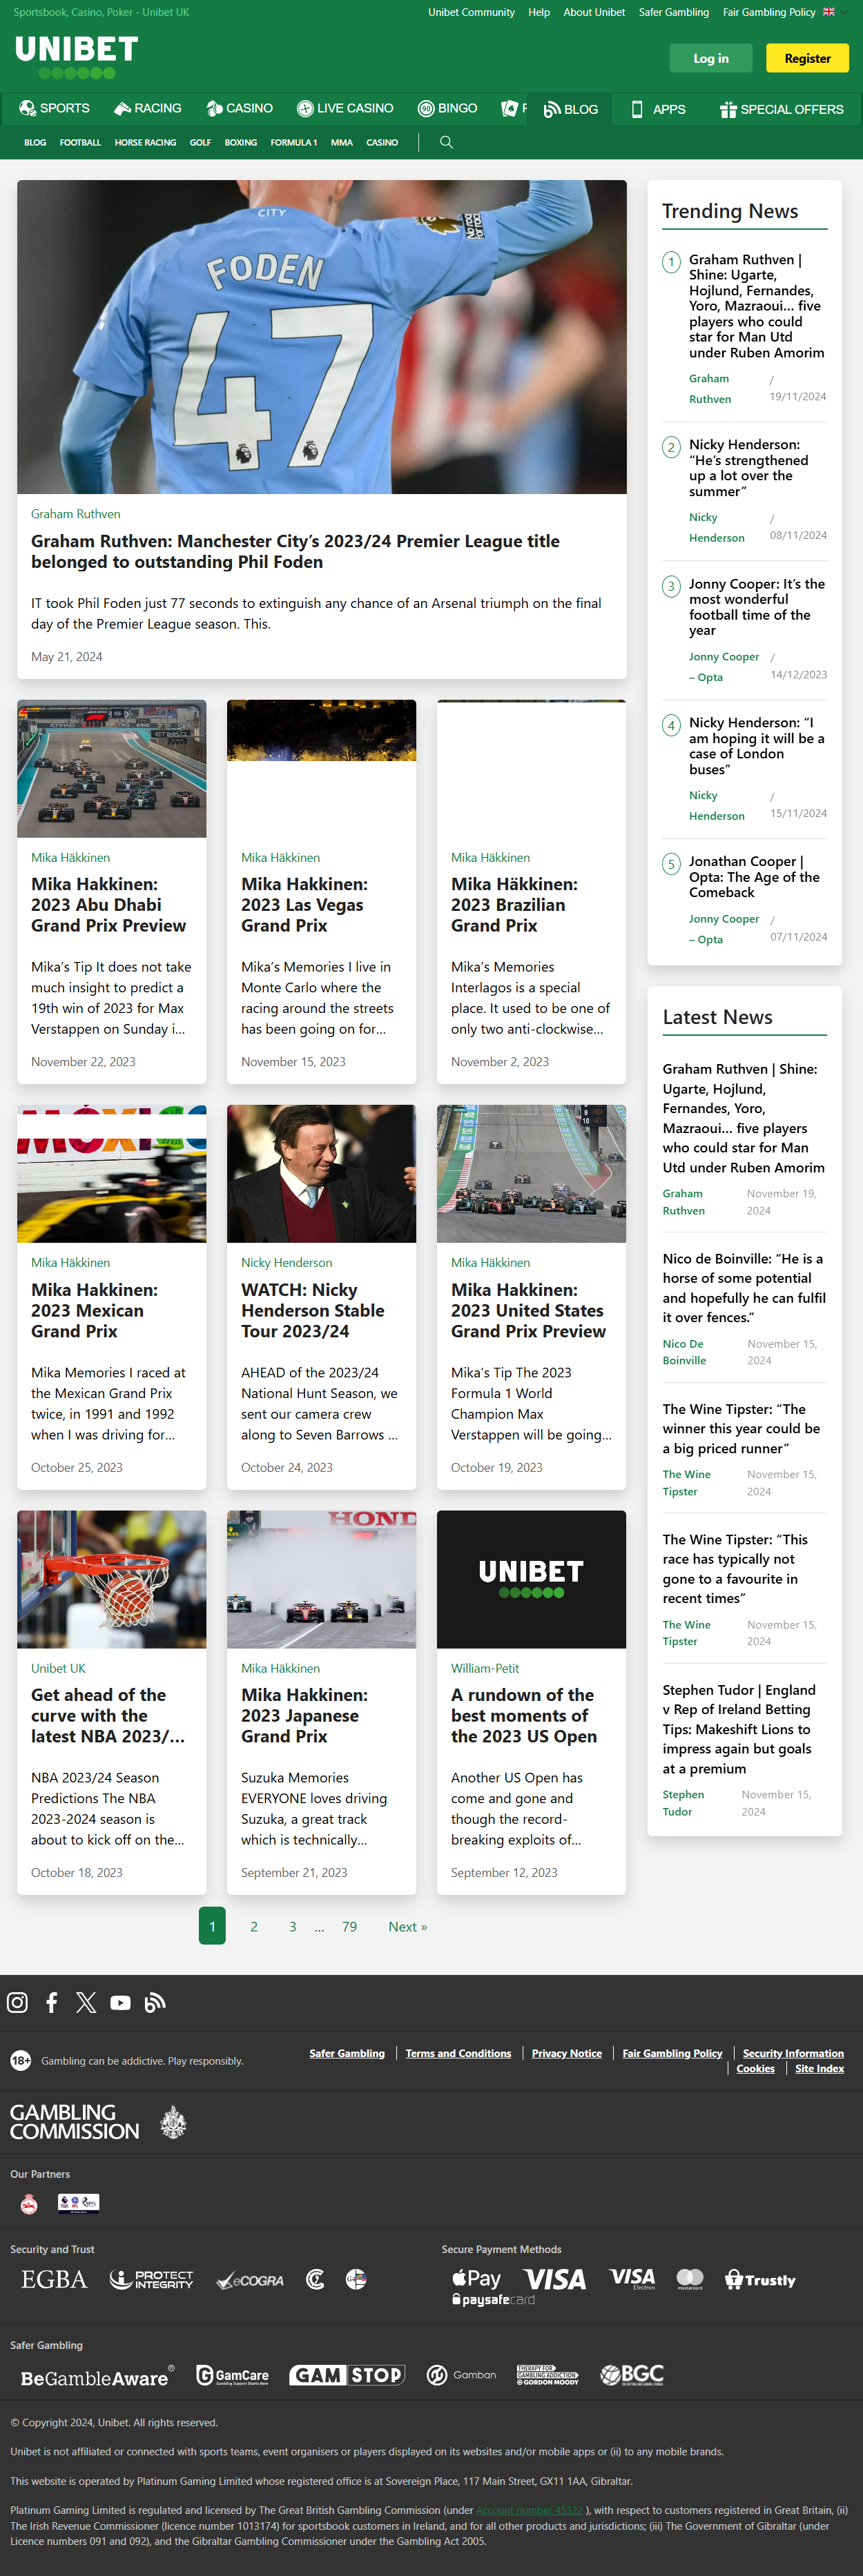 Sportsbook, Casino, Poker - Unibet UK
Unibet Community Help About Unibet Safer Gambling Fair Gambling Policy
UNIBET
Log in Register
SPORTS RACING CASINO LIVE CASINO BINGO BLOG APPS SPECIAL OFFERS
BLOG FOOTBALL HORSE RACING GOLF BOXING FORMULA 1 MMA CASINO
CITY
FODEN
47
Graham Ruthven
Graham Ruthven: Manchester City’s 2023/24 Premier League title
belonged to outstanding Phil Foden
IT took Phil Foden just 77 seconds to extinguish any chance of an Arsenal triumph on the final
day of the Premier League season. This.
May 21, 2024
Mika Häkkinen
Mika Hakkinen:
2023 Abu Dhabi
Grand Prix Preview
Mika’s Tip It does not take
much insight to predict a
19th win of 2023 for Max
Verstappen on Sunday i...
November 22, 2023
Mika Häkkinen
Mika Hakkinen:
2023 Las Vegas
Grand Prix
Mika’s Memories I live in
Monte Carlo where the
racing around the streets
has been going on for...
November 15, 2023
Mika Häkkinen
Mika Häkkinen:
2023 Brazilian
Grand Prix
Mika’s Memories
Interlagos is a special
place. It used to be one of
only two anti-clockwise...
November 2, 2023
Mika Häkkinen
Mika Hakkinen:
2023 Mexican
Grand Prix
Mika Memories I raced at
the Mexican Grand Prix
twice, in 1991 and 1992
when I was driving for...
October 25, 2023
Nicky Henderson
WATCH: Nicky
Henderson Stable
Tour 2023/24
AHEAD of the 2023/24
National Hunt Season, we
sent our camera crew
along to Seven Barrows ...
October 24, 2023
Mika Häkkinen
Mika Hakkinen:
2023 United States
Grand Prix Preview
Mika’s Tip The 2023
Formula 1 World
Champion Max
Verstappen will be going...
October 19, 2023
Unibet UK
Get ahead of the
curve with the
latest NBA 2023/...
NBA 2023/24 Season
Predictions The NBA
2023-2024 season is
about to kick off on the...
October 18, 2023
HOND
Mika Häkkinen
Mika Hakkinen:
2023 Japanese
Grand Prix
Suzuka Memories
EVERYONE loves driving
Suzuka, a great track
which is technically...
September 21, 2023
UNIBET
William-Petit
A rundown of the
best moments of
the 2023 US Open
Another US Open has
come and gone and
though the record-
breaking exploits of...
September 12, 2023
1 2 3 ... 79 Next »
Trending News
1 Graham Ruthven |
Shine: Ugarte,
Hojlund, Fernandes,
Yoro, Mazraoui... five
players who could
star for Man Utd
under Ruben Amorim
Graham Ruthven / 19/11/2024
2 Nicky Henderson:
“He’s strengthened
up a lot over the
summer”
Nicky Henderson / 08/11/2024
3 Jonny Cooper: It’s the
most wonderful
football time of the
year
Jonny Cooper – Opta / 14/12/2023
4 Nicky Henderson: “I
am hoping it will be a
case of London
buses”
Nicky Henderson / 15/11/2024
5 Jonathan Cooper |
Opta: The Age of the
Comeback
Jonny Cooper – Opta / 07/11/2024
Latest News
Graham Ruthven | Shine:
Ugarte, Hojlund,
Fernandes, Yoro,
Mazraoui... five players
who could star for Man
Utd under Ruben Amorim
Graham Ruthven November 19, 2024
Nico de Boinville: “He is a
horse of some potential
and hopefully he can fulfil
it over fences.”
Nico De Boinville November 15, 2024
The Wine Tipster: “The
winner this year could be
a big priced runner”
The Wine Tipster November 15, 2024
The Wine Tipster: “This
race has typically not
gone to a favourite in
recent times”
The Wine Tipster November 15, 2024
Stephen Tudor | England
v Rep of Ireland Betting
Tips: Makeshift Lions to
impress again but goals
at a premium
Stephen Tudor November 15, 2024
18+ Gambling can be addictive. Play responsibly.
Safer Gambling Terms and Conditions Privacy Notice Fair Gambling Policy Security Information
Cookies Site Index
GAMBLING
COMMISSION
Our Partners
Security and Trust
EGBA PROTECT INTEGRITY eCOGRA
Secure Payment Methods
Pay VISA VISA Electron mastercard Trustly
paysafecard
Safer Gambling
BeGambleAware® GamCare GAMSTOP Gamban GORDON MOODY BGC
© Copyright 2024, Unibet. All rights reserved.
Unibet is not affiliated or connected with sports teams, event organisers or players displayed on its websites and/or mobile apps or (ii) to any mobile brands.
This website is operated by Platinum Gaming Limited whose registered office is at Sovereign Place, 117 Main Street, GX11 1AA, Gibraltar.
Platinum Gaming Limited is regulated and licensed by The Great British Gambling Commission (under Account number 45322 ), with respect to customers registered in Great Britain, (ii)
The Irish Revenue Commissioner (licence number 1013174) for sportsbook customers in Ireland, and for all other products and jurisdictions; (iii) The Government of Gibraltar (under
Licence numbers 091 and 092), and the Gibraltar Gambling Commissioner under the Gambling Act 2005.